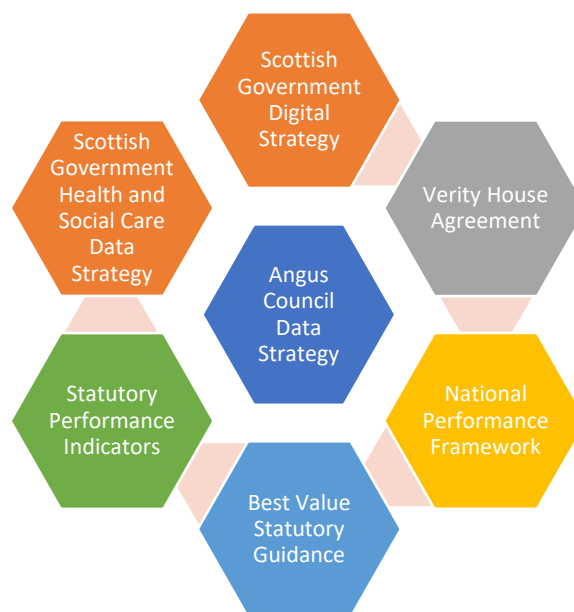 Scottish
Government
Digital
Strategy
Scottish
Government
Health and
Social Care
Data
Strategy
Verity House
Agreement
Angus
Council
Data
Strategy
Statutory
Performance
Indicators
National
Performance
Framework
Best Value
Statutory
Guidance